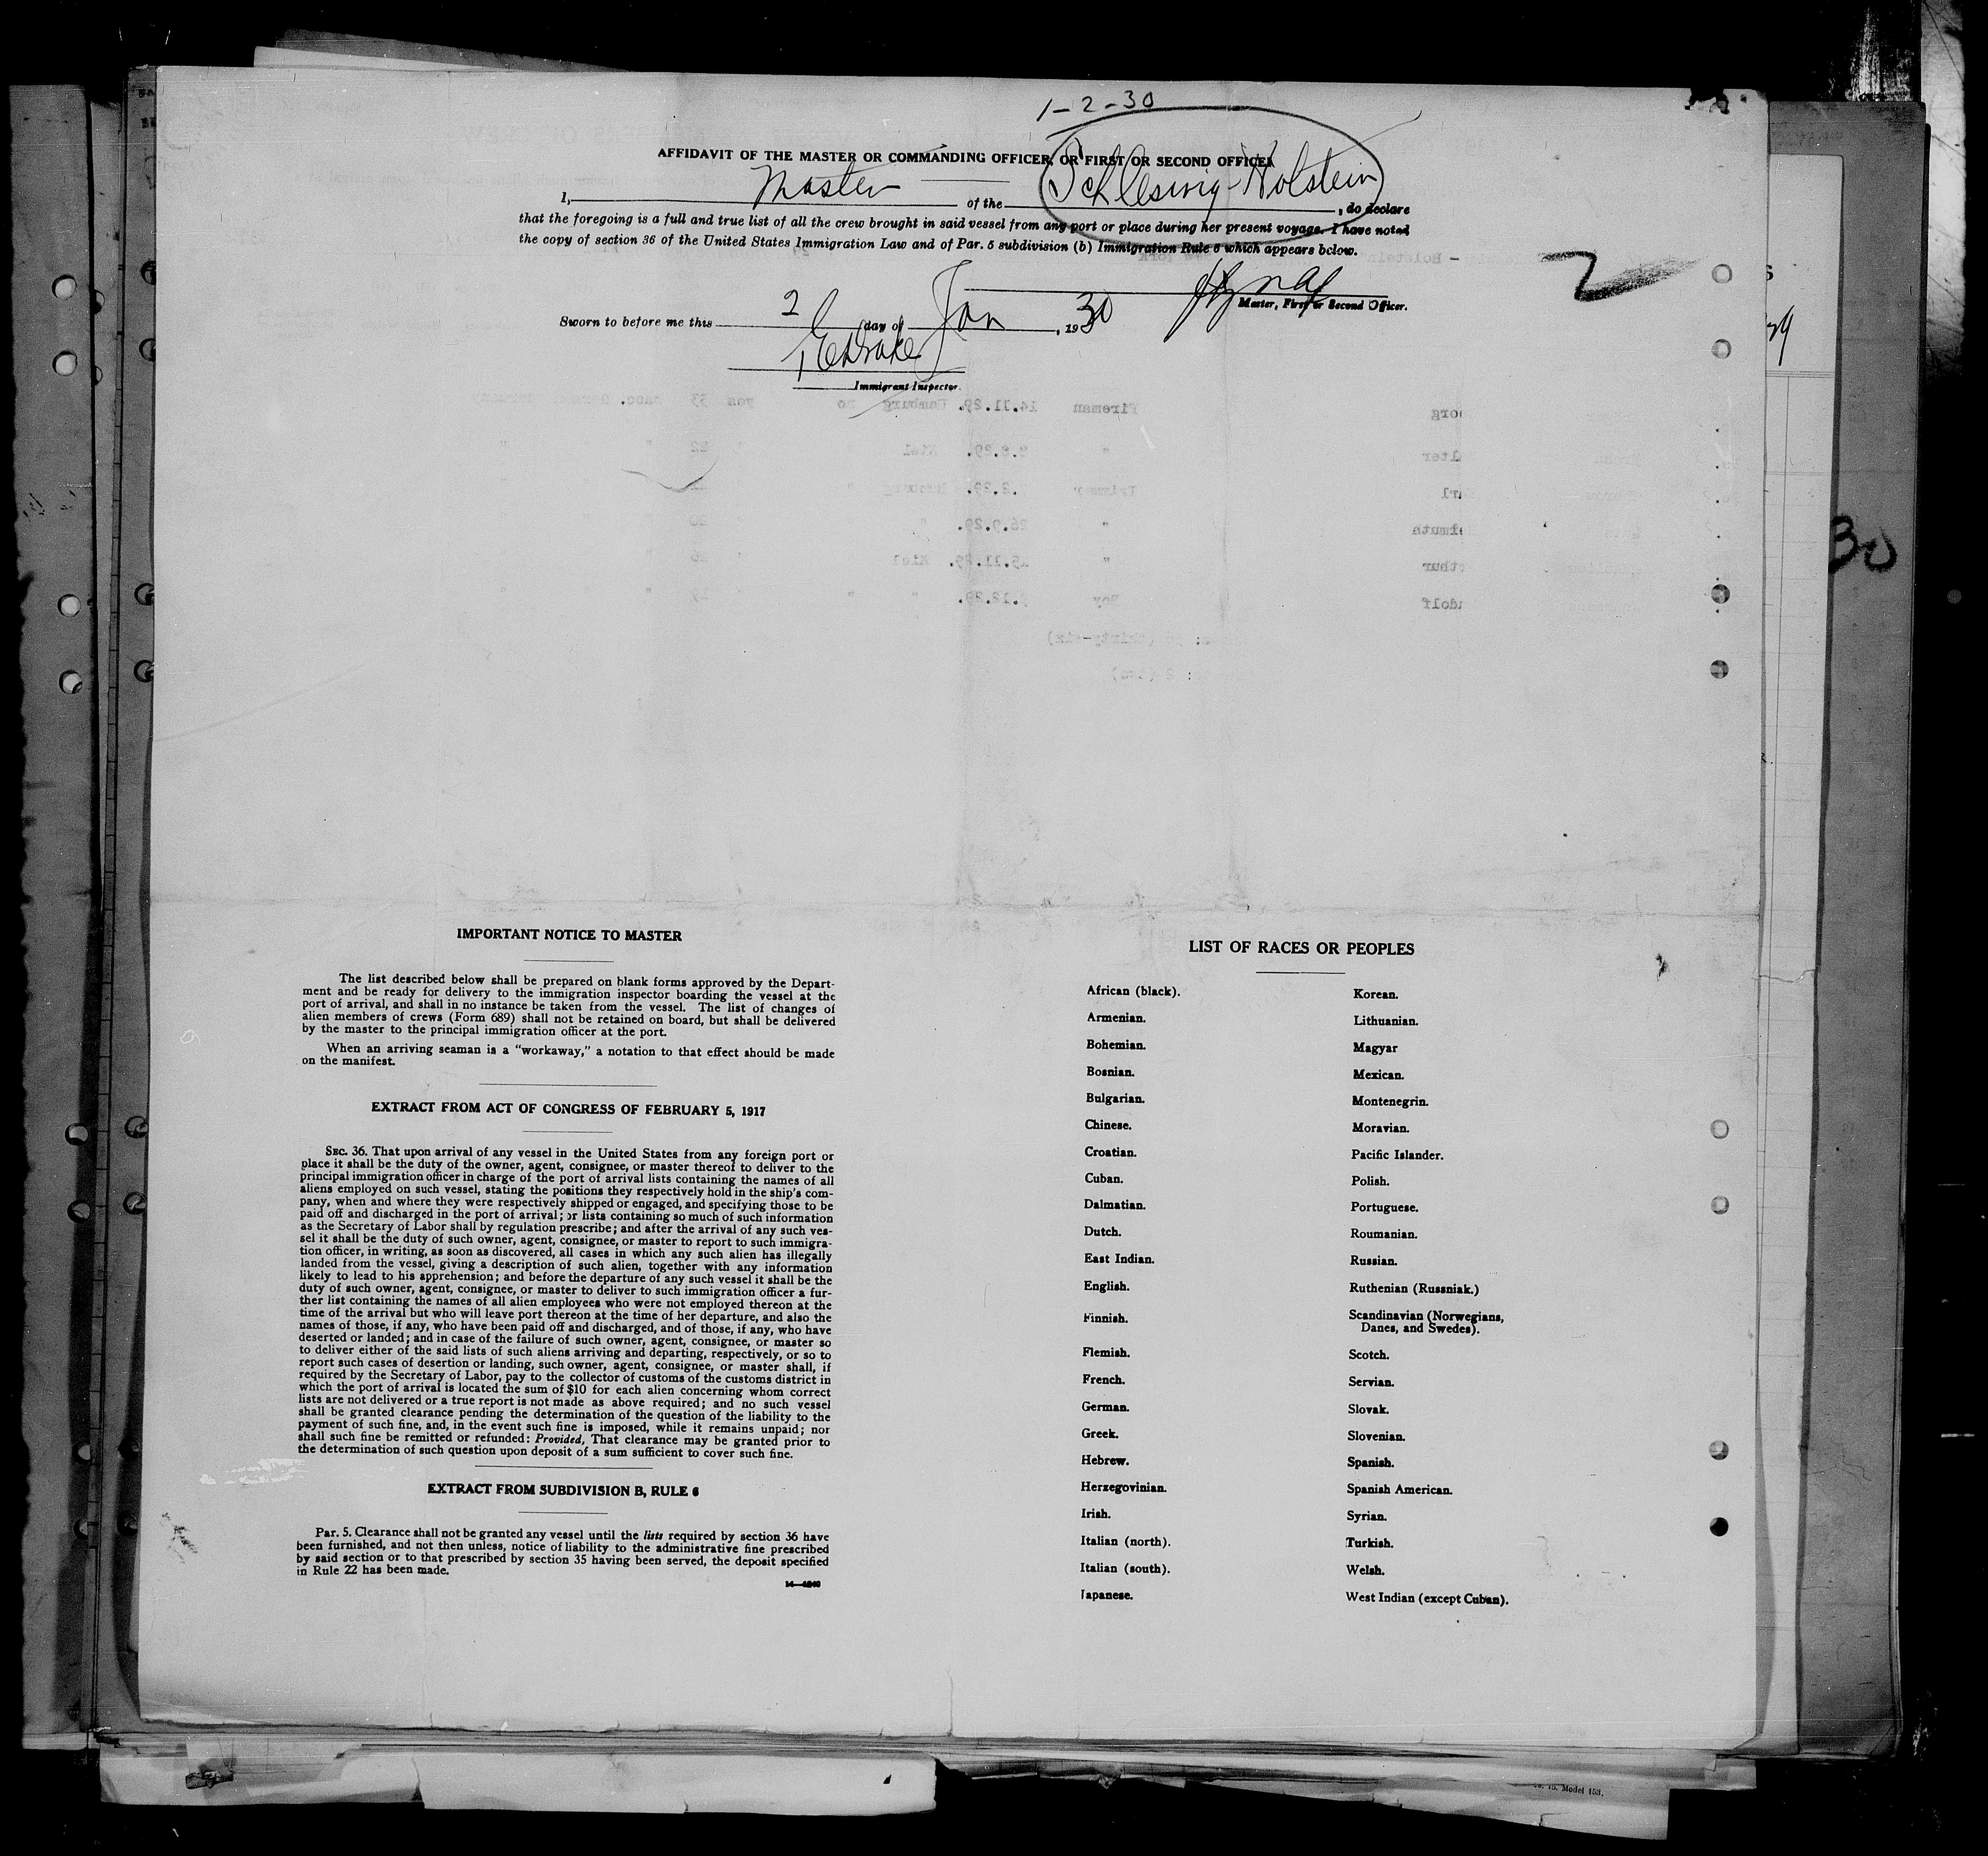 1-2-30
AFFIDAVIT OF THE MASTER OR COMMANDING OFFICER, OR FIRST OR SECOND OFFICER
I, Master of the Schleswig-Holstein, do declare
that the foregoing is a full and true list of all the crew brought in said vessel from any port or place during her present voyage. I have noted
the copy of section 36 of the United States Immigration Law and of Par. 5 subdivision (b) Immigration Rule 6 which appears below.
2
Master, First or Second Officer.
Sworn to before me this 2 day of Jan, 1930
Immigrant Inspector.
30
IMPORTANT NOTICE TO MASTER
The list described below shall be prepared on blank forms approved by the Depart-
ment and be ready for delivery to the immigration inspector boarding the vessel at the
port of arrival, and shall in no instance be taken from the vessel. The list of changes of
alien members of crews (Form 689) shall not be retained on board, but shall be delivered
by the master to the principal immigration officer at the port.
When an arriving seaman is a "workaway," a notation to that effect should be made
on the manifest.
EXTRACT FROM ACT OF CONGRESS OF FEBRUARY 5, 1917
SEC. 36. That upon arrival of any vessel in the United States from any foreign port or
place it shall be the duty of the owner, agent, consignee, or master thereof to deliver to the
principal immigration officer in charge of the port of arrival lists containing the names of all
aliens employed on such vessel, stating the positions they respectively hold in the ship's com-
pany, when and where they were respectively shipped or engaged, and specifying those to be
paid off and discharged in the port of arrival; or lists containing so much of such information
as the Secretary of Labor shall by regulation prescribe; and after the arrival of any such ves-
sel it shall be the duty of such owner, agent, consignee, or master to report to such immigra-
tion officer, in writing, as soon as discovered, all cases in which any such alien has illegally
landed from the vessel, giving a description of such alien, together with any information
likely to lead to his apprehension; and before the departure of any such vessel it shall be the
duty of such owner, agent, consignee, or master to deliver to such immigration officer a fur-
ther list containing the names of all alien employees who were not employed thereon at the
time of the arrival but who will leave port thereon at the time of her departure, and also the
names of those, if any, who have been paid off and discharged, and of those, if any, who have
deserted or landed; and in case of the failure of such owner, agent, consignee, or master so
to deliver either of the said lists of such aliens arriving and departing, respectively, or so to
report such cases of desertion or landing, such owner, agent, consignee, or master shall, if
required by the Secretary of Labor, pay to the collector of customs of the customs district in
which the port of arrival is located the sum of $10 for each alien concerning whom correct
lists are not delivered or a true report is not made as above required; and no such vessel
shall be granted clearance pending the determination of the question of the liability to the
payment of such fine, and, in the event such fine is imposed, while it remains unpaid; nor
shall such fine be remitted or refunded: Provided, That clearance may be granted prior to
the determination of such question upon deposit of a sum sufficient to cover such fine.
EXTRACT FROM SUBDIVISION B, RULE 6
Par. 5. Clearance shall not be granted any vessel until the lists required by section 36 have
been furnished, and not then unless, notice of liability to the administrative fine prescribed
by said section or to that prescribed by section 35 having been served, the deposit specified
in Rule 22 has been made.
LIST OF RACES OR PEOPLES
African (black).
Armenian.
Bohemian.
Bosnian.
Bulgarian.
Chinese.
Croatian.
Cuban.
Dalmatian.
Dutch.
East Indian.
English.
Finnish.
Flemish.
French.
German.
Greek.
Hebrew.
Herzegovinian.
Irish.
Italian (north).
Italian (south).
Japanese.
Korean.
Lithuanian.
Magyar
Mexican.
Montenegrin.
Moravian.
Pacific Islander.
Polish.
Portuguese.
Roumanian.
Russian.
Ruthenian (Russniak.)
Scandinavian (Norwegians,
Danes, and Swedes).
Scotch.
Servian.
Slovak.
Slovenian.
Spanish.
Spanish American.
Syrian.
Turkish.
Welsh.
West Indian (except Cuban).
Model 153.